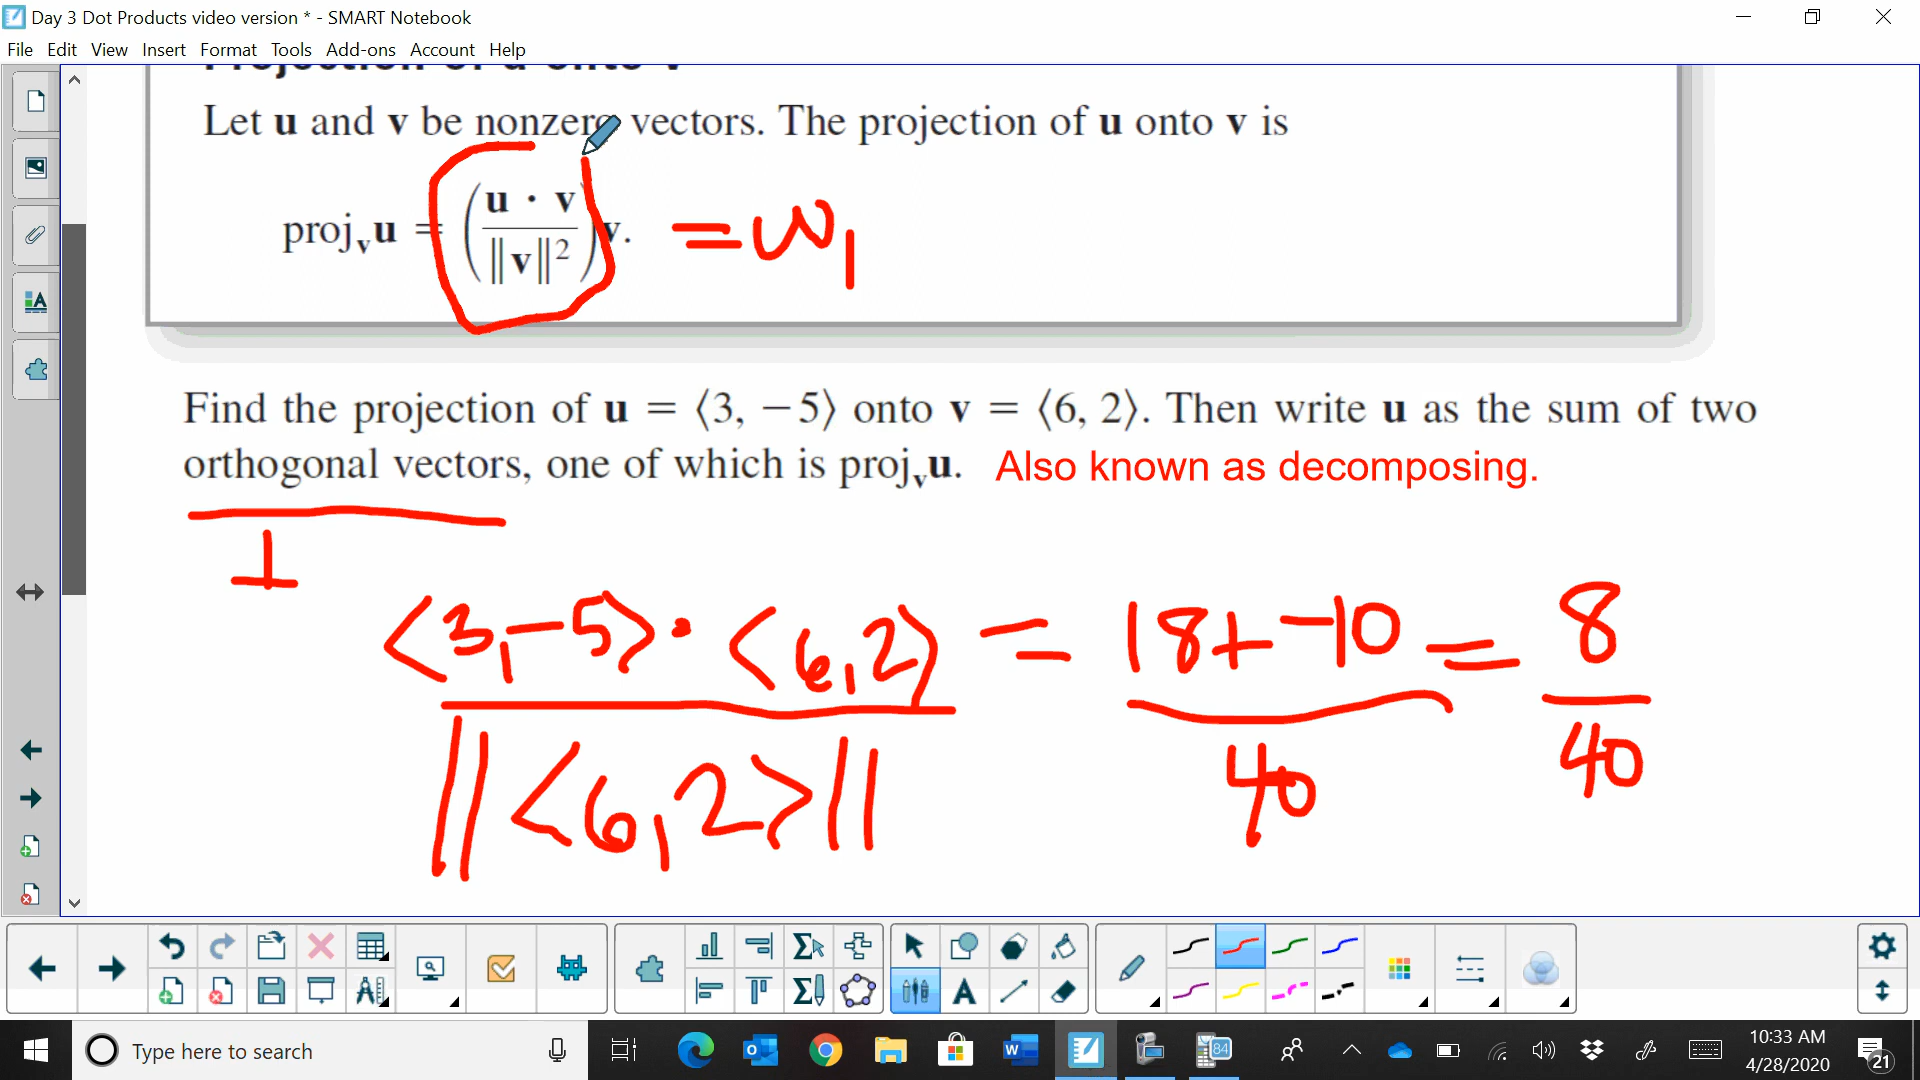 Day 3 Dot Products video version * - SMART Notebook
File Edit View Insert Format Tools Add-ons Account Help
Let u and v be nonzero vectors. The projection of u onto v is
projᵥu = (u · v / ‖v‖²)v. = w₁
Find the projection of u = ⟨3, −5⟩ onto v = ⟨6, 2⟩. Then write u as the sum of two
orthogonal vectors, one of which is projᵥu. Also known as decomposing.
⊥
<3,-5> · <6,2> = 18+-10 = 8
||<6,2>|| 40 40
Type here to search
84
10:33 AM
4/28/2020
21